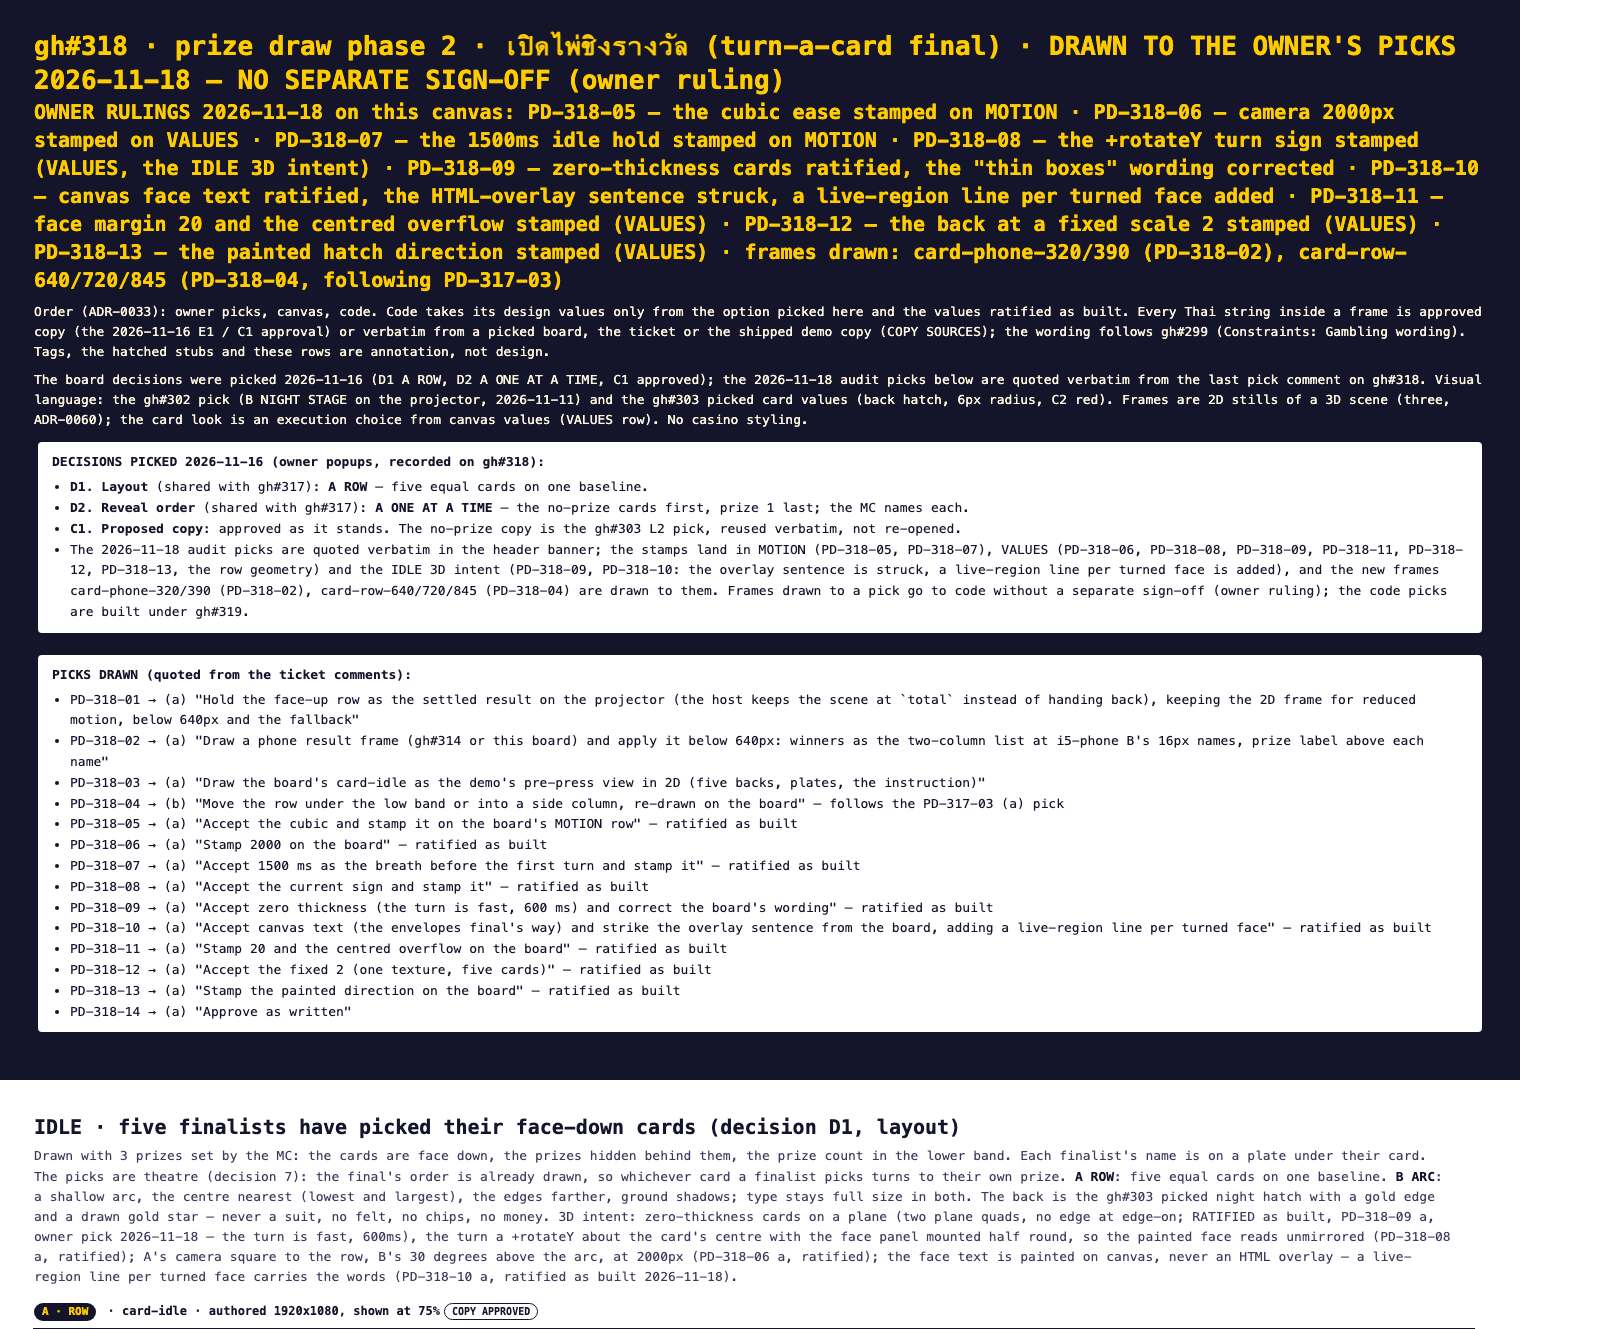 gh#318 · prize draw phase 2 · เปิดไพ่ชิงรางวัล (turn-a-card final) · DRAWN TO THE OWNER'S PICKS
2026-11-18 — NO SEPARATE SIGN-OFF (owner ruling)
OWNER RULINGS 2026-11-18 on this canvas: PD-318-05 — the cubic ease stamped on MOTION · PD-318-06 — camera 2000px
stamped on VALUES · PD-318-07 — the 1500ms idle hold stamped on MOTION · PD-318-08 — the +rotateY turn sign stamped
(VALUES, the IDLE 3D intent) · PD-318-09 — zero-thickness cards ratified, the "thin boxes" wording corrected · PD-318-10
— canvas face text ratified, the HTML-overlay sentence struck, a live-region line per turned face added · PD-318-11 —
face margin 20 and the centred overflow stamped (VALUES) · PD-318-12 — the back at a fixed scale 2 stamped (VALUES) ·
PD-318-13 — the painted hatch direction stamped (VALUES) · frames drawn: card-phone-320/390 (PD-318-02), card-row-
640/720/845 (PD-318-04, following PD-317-03)
Order (ADR-0033): owner picks, canvas, code. Code takes its design values only from the option picked here and the values ratified as built. Every Thai string inside a frame is approved
copy (the 2026-11-16 E1 / C1 approval) or verbatim from a picked board, the ticket or the shipped demo copy (COPY SOURCES); the wording follows gh#299 (Constraints: Gambling wording).
Tags, the hatched stubs and these rows are annotation, not design.
The board decisions were picked 2026-11-16 (D1 A ROW, D2 A ONE AT A TIME, C1 approved); the 2026-11-18 audit picks below are quoted verbatim from the last pick comment on gh#318. Visual
language: the gh#302 pick (B NIGHT STAGE on the projector, 2026-11-11) and the gh#303 picked card values (back hatch, 6px radius, C2 red). Frames are 2D stills of a 3D scene (three,
ADR-0060); the card look is an execution choice from canvas values (VALUES row). No casino styling.
DECISIONS PICKED 2026-11-16 (owner popups, recorded on gh#318):
• D1. Layout (shared with gh#317): A ROW — five equal cards on one baseline.
• D2. Reveal order (shared with gh#317): A ONE AT A TIME — the no-prize cards first, prize 1 last; the MC names each.
• C1. Proposed copy: approved as it stands. The no-prize copy is the gh#303 L2 pick, reused verbatim, not re-opened.
• The 2026-11-18 audit picks are quoted verbatim in the header banner; the stamps land in MOTION (PD-318-05, PD-318-07), VALUES (PD-318-06, PD-318-08, PD-318-09, PD-318-11, PD-318-
12, PD-318-13, the row geometry) and the IDLE 3D intent (PD-318-09, PD-318-10: the overlay sentence is struck, a live-region line per turned face is added), and the new frames
card-phone-320/390 (PD-318-02), card-row-640/720/845 (PD-318-04) are drawn to them. Frames drawn to a pick go to code without a separate sign-off (owner ruling); the code picks
are built under gh#319.
PICKS DRAWN (quoted from the ticket comments):
• PD-318-01 → (a) "Hold the face-up row as the settled result on the projector (the host keeps the scene at `total` instead of handing back), keeping the 2D frame for reduced
motion, below 640px and the fallback"
• PD-318-02 → (a) "Draw a phone result frame (gh#314 or this board) and apply it below 640px: winners as the two-column list at i5-phone B's 16px names, prize label above each
name"
• PD-318-03 → (a) "Draw the board's card-idle as the demo's pre-press view in 2D (five backs, plates, the instruction)"
• PD-318-04 → (b) "Move the row under the low band or into a side column, re-drawn on the board" — follows the PD-317-03 (a) pick
• PD-318-05 → (a) "Accept the cubic and stamp it on the board's MOTION row" — ratified as built
• PD-318-06 → (a) "Stamp 2000 on the board" — ratified as built
• PD-318-07 → (a) "Accept 1500 ms as the breath before the first turn and stamp it" — ratified as built
• PD-318-08 → (a) "Accept the current sign and stamp it" — ratified as built
• PD-318-09 → (a) "Accept zero thickness (the turn is fast, 600 ms) and correct the board's wording" — ratified as built
• PD-318-10 → (a) "Accept canvas text (the envelopes final's way) and strike the overlay sentence from the board, adding a live-region line per turned face" — ratified as built
• PD-318-11 → (a) "Stamp 20 and the centred overflow on the board" — ratified as built
• PD-318-12 → (a) "Accept the fixed 2 (one texture, five cards)" — ratified as built
• PD-318-13 → (a) "Stamp the painted direction on the board" — ratified as built
• PD-318-14 → (a) "Approve as written"
IDLE · five finalists have picked their face-down cards (decision D1, layout)
Drawn with 3 prizes set by the MC: the cards are face down, the prizes hidden behind them, the prize count in the lower band. Each finalist's name is on a plate under their card.
The picks are theatre (decision 7): the final's order is already drawn, so whichever card a finalist picks turns to their own prize. A ROW: five equal cards on one baseline. B ARC:
a shallow arc, the centre nearest (lowest and largest), the edges farther, ground shadows; type stays full size in both. The back is the gh#303 picked night hatch with a gold edge
and a drawn gold star — never a suit, no felt, no chips, no money. 3D intent: zero-thickness cards on a plane (two plane quads, no edge at edge-on; RATIFIED as built, PD-318-09 a,
owner pick 2026-11-18 — the turn is fast, 600ms), the turn a +rotateY about the card's centre with the face panel mounted half round, so the painted face reads unmirrored (PD-318-08
a, ratified); A's camera square to the row, B's 30 degrees above the arc, at 2000px (PD-318-06 a, ratified); the face text is painted on canvas, never an HTML overlay — a live-
region line per turned face carries the words (PD-318-10 a, ratified as built 2026-11-18).
A · ROW · card-idle · authored 1920x1080, shown at 75% COPY APPROVED